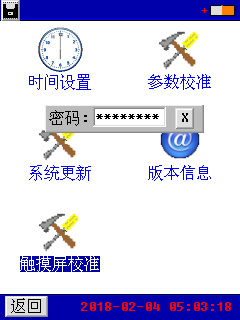 时间设置
参数校准
密码: ******** X
系统更新
版本信息
触摸屏校准
返回
2018-02-04 05:03:18